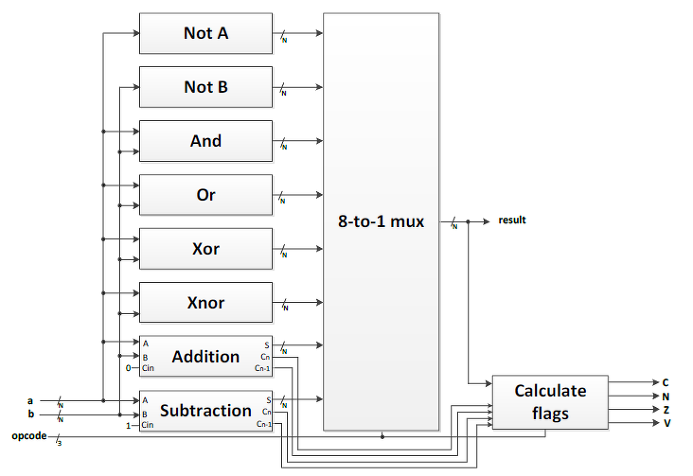 Not A
N
Not B
N
And
N
Or
N
8-to-1 mux
N
result
Xor
N
Xnor
N
A
S
N
B
Addition
Cn
0
Cin
Cn-1
Calculate
flags
C
N
Z
V
a
N
A
S
N
b
N
B
Subtraction
Cn
1
Cin
Cn-1
opcode
3